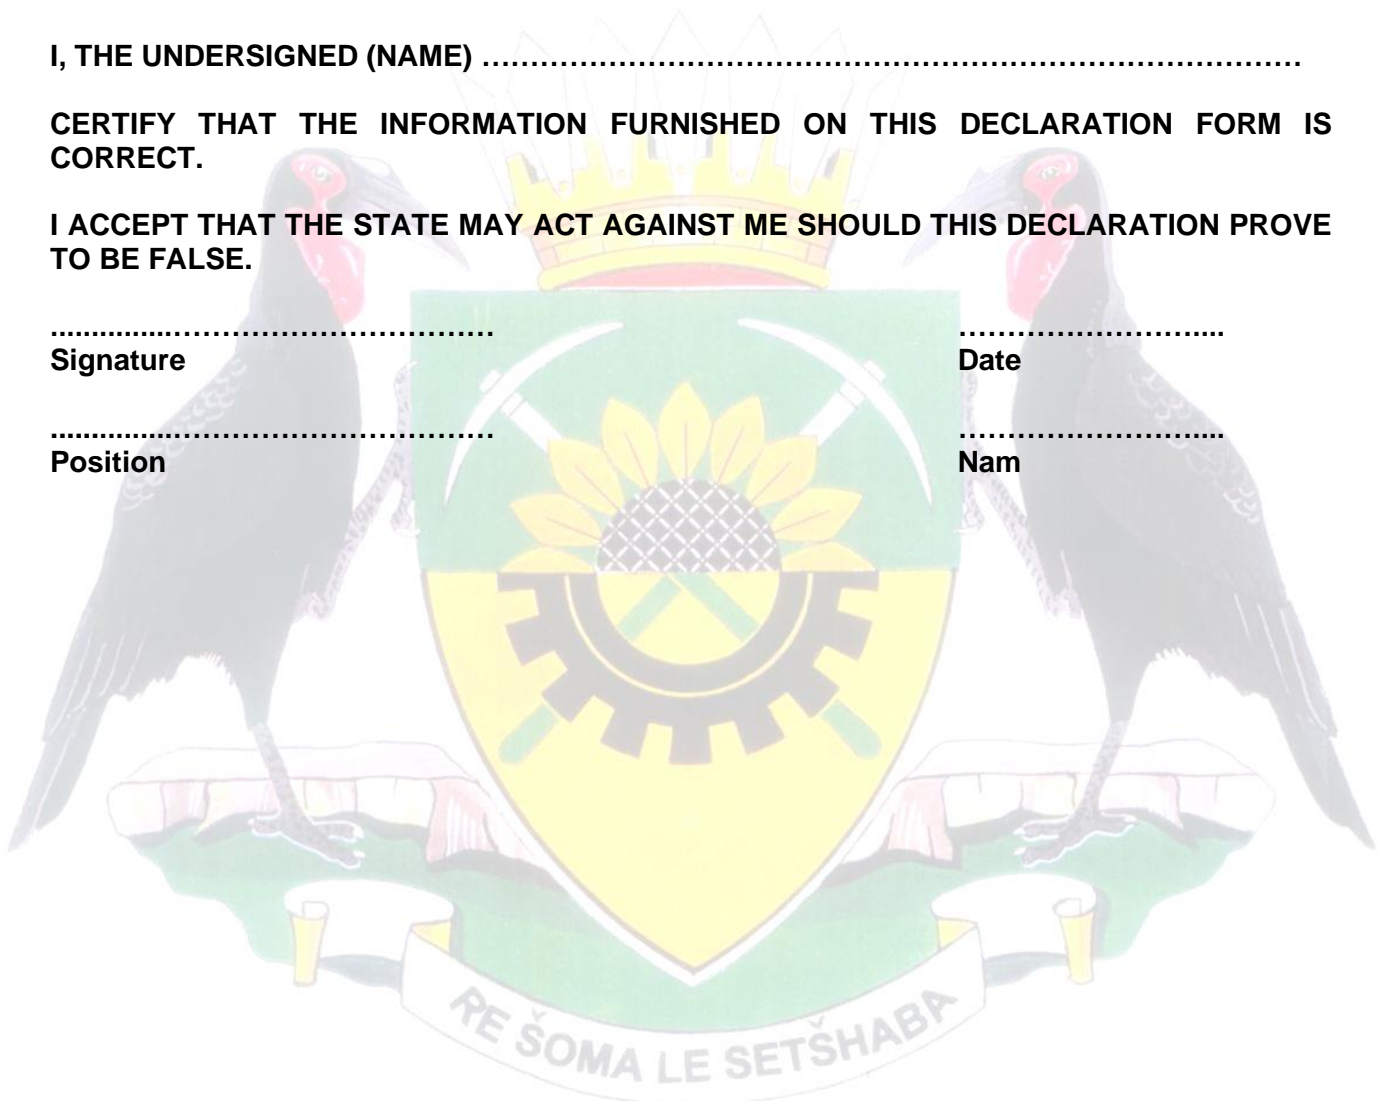 I, THE UNDERSIGNED (NAME) ………………………………………………………………………
CERTIFY THAT THE INFORMATION FURNISHED ON THIS DECLARATION FORM IS
CORRECT.
I ACCEPT THAT THE STATE MAY ACT AGAINST ME SHOULD THIS DECLARATION PROVE
TO BE FALSE.
...............………………………………… ……………………....
Signature Date
...............………………………………… ……………………....
Position Nam
RE ŠOMA LE SETŠHABA